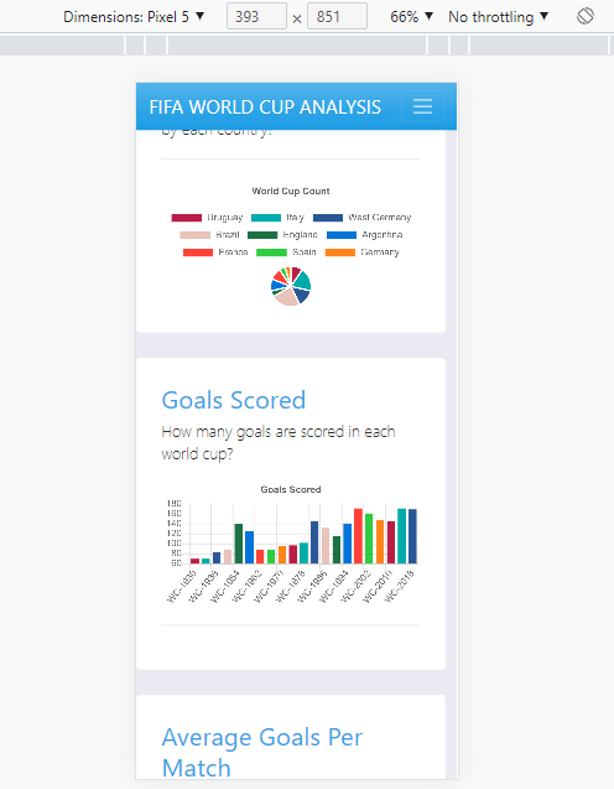 Dimensions: Pixel 5 ▼ 393 × 851 66% ▼ No throttling ▼
FIFA WORLD CUP ANALYSIS
by each country?
World Cup Count
Uruguay Italy West Germany
Brazil England Argentina
France Spain Germany
Goals Scored
How many goals are scored in each
world cup?
Goals Scored
180
160
140
120
100
80
60
WC-1930 WC-1938 WC-1954 WC-1962 WC-1970 WC-1978 WC-1986 WC-1994 WC-2002 WC-2010 WC-2018
Average Goals Per
Match